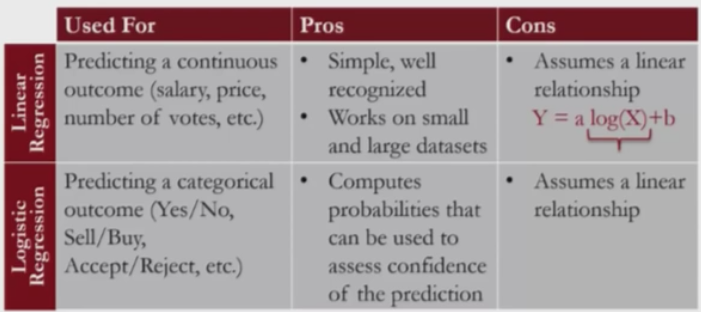 Used For
Pros
Cons
Linear
Regression
Predicting a continuous
outcome (salary, price,
number of votes, etc.)
• Simple, well
recognized
• Works on small
and large datasets
• Assumes a linear
relationship
Y = a log(X)+b
Logistic
Regression
Predicting a categorical
outcome (Yes/No,
Sell/Buy,
Accept/Reject, etc.)
• Computes
probabilities that
can be used to
assess confidence
of the prediction
• Assumes a linear
relationship